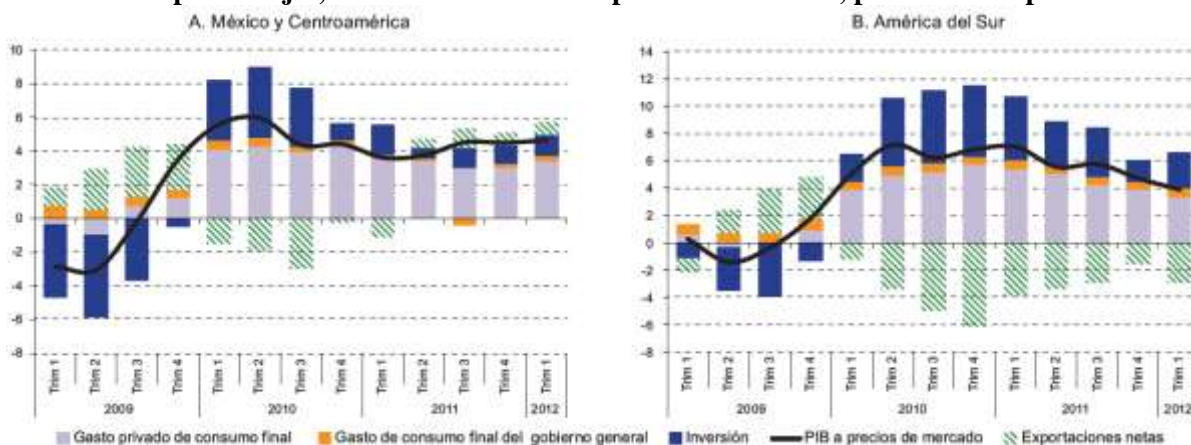 A. México y Centroamérica
B. América del Sur
10
8
6
4
2
0
-2
-4
-6
-8
Trim 1
Trim 2
Trim 3
Trim 4
Trim 1
Trim 2
Trim 3
Trim 4
Trim 1
Trim 2
Trim 3
Trim 4
Trim 1
2009
2010
2011
2012
14
12
10
8
6
4
2
0
-2
-4
-6
-8
Trim 1
Trim 2
Trim 3
Trim 4
Trim 1
Trim 2
Trim 3
Trim 4
Trim 1
Trim 2
Trim 3
Trim 4
Trim 1
2009
2010
2011
2012
Gasto privado de consumo final
Gasto de consumo final del gobierno general
Inversión
PIB a precios de mercado
Exportaciones netas